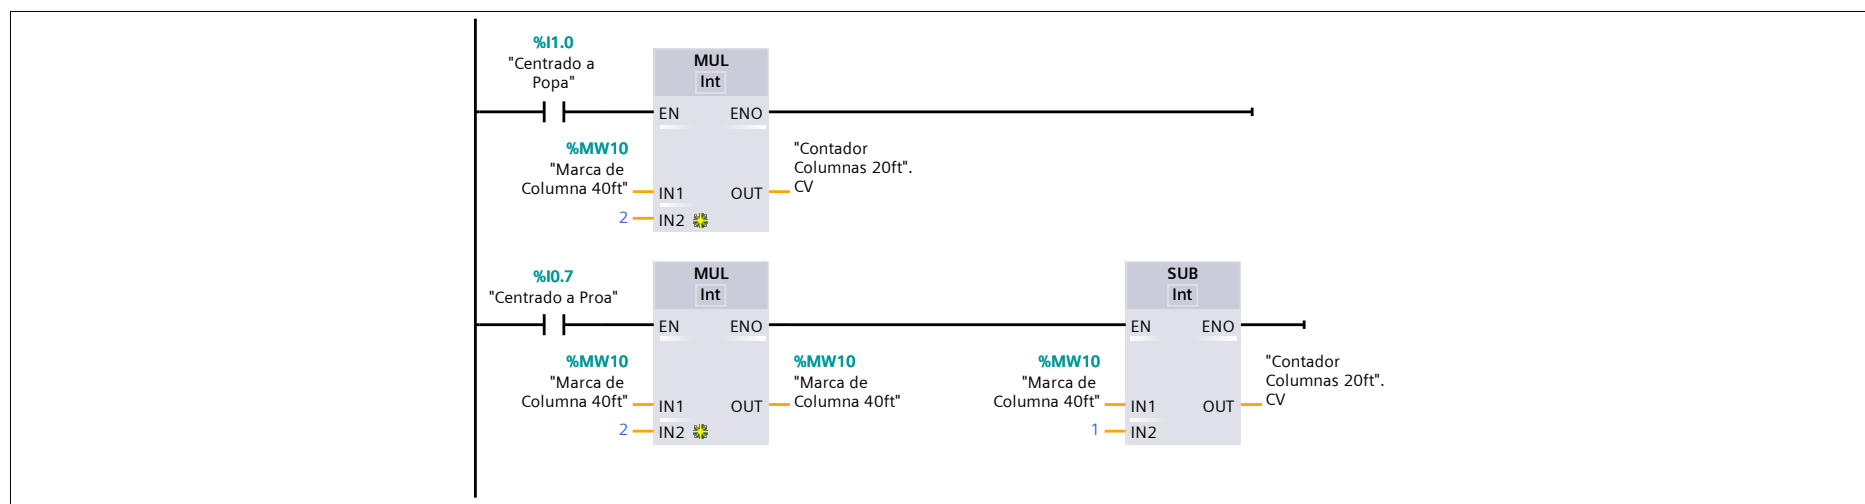 %I1.0
"Centrado a
Popa"
MUL
Int
EN ENO
%MW10
"Marca de
Columna 40ft"
IN1 OUT
"Contador
Columnas 20ft".
CV
2 IN2
%I0.7
"Centrado a Proa"
MUL
Int
EN ENO
%MW10
"Marca de
Columna 40ft"
IN1 OUT
%MW10
"Marca de
Columna 40ft"
2 IN2
SUB
Int
EN ENO
%MW10
"Marca de
Columna 40ft"
IN1 OUT
"Contador
Columnas 20ft".
CV
1 IN2